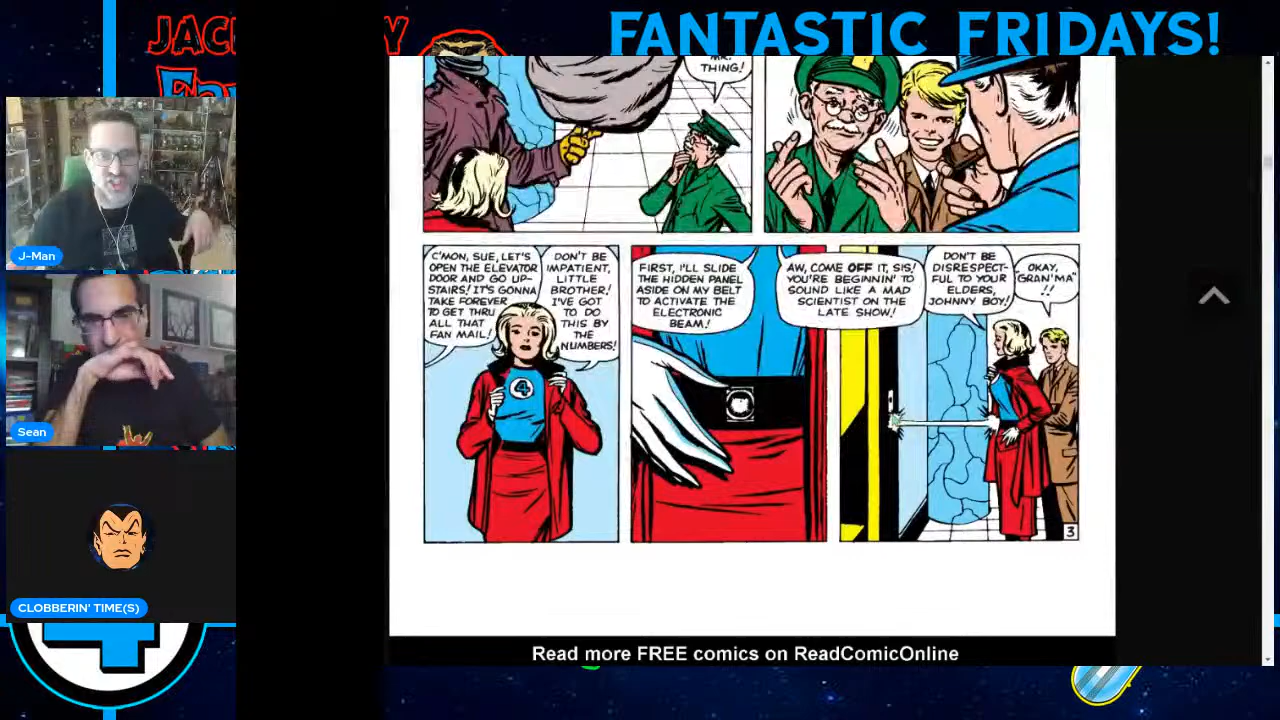 FANTASTIC FRIDAYS!
THING!
J-Man
Sean
CLOBBERIN' TIME(S)
C'MON, SUE, LET'S
OPEN THE ELEVATOR
DOOR AND GO UP-
STAIRS! IT'S GONNA
TAKE FOREVER
TO GET THRU
ALL THAT
FAN MAIL!
DON'T BE
IMPATIENT,
LITTLE
BROTHER!
I'VE GOT
TO DO
THIS BY
THE
NUMBERS!
4
FIRST, I'LL SLIDE
THE HIDDEN PANEL
ASIDE ON MY BELT
TO ACTIVATE THE
ELECTRONIC
BEAM!
AW, COME OFF IT, SIS!
YOU'RE BEGINNIN' TO
SOUND LIKE A MAD
SCIENTIST ON THE
LATE SHOW!
DON'T BE
DISRESPECT-
FUL TO YOUR
ELDERS,
JOHNNY BOY!
OKAY,
"GRAN'MA"
!!
3
Read more FREE comics on ReadComicOnline